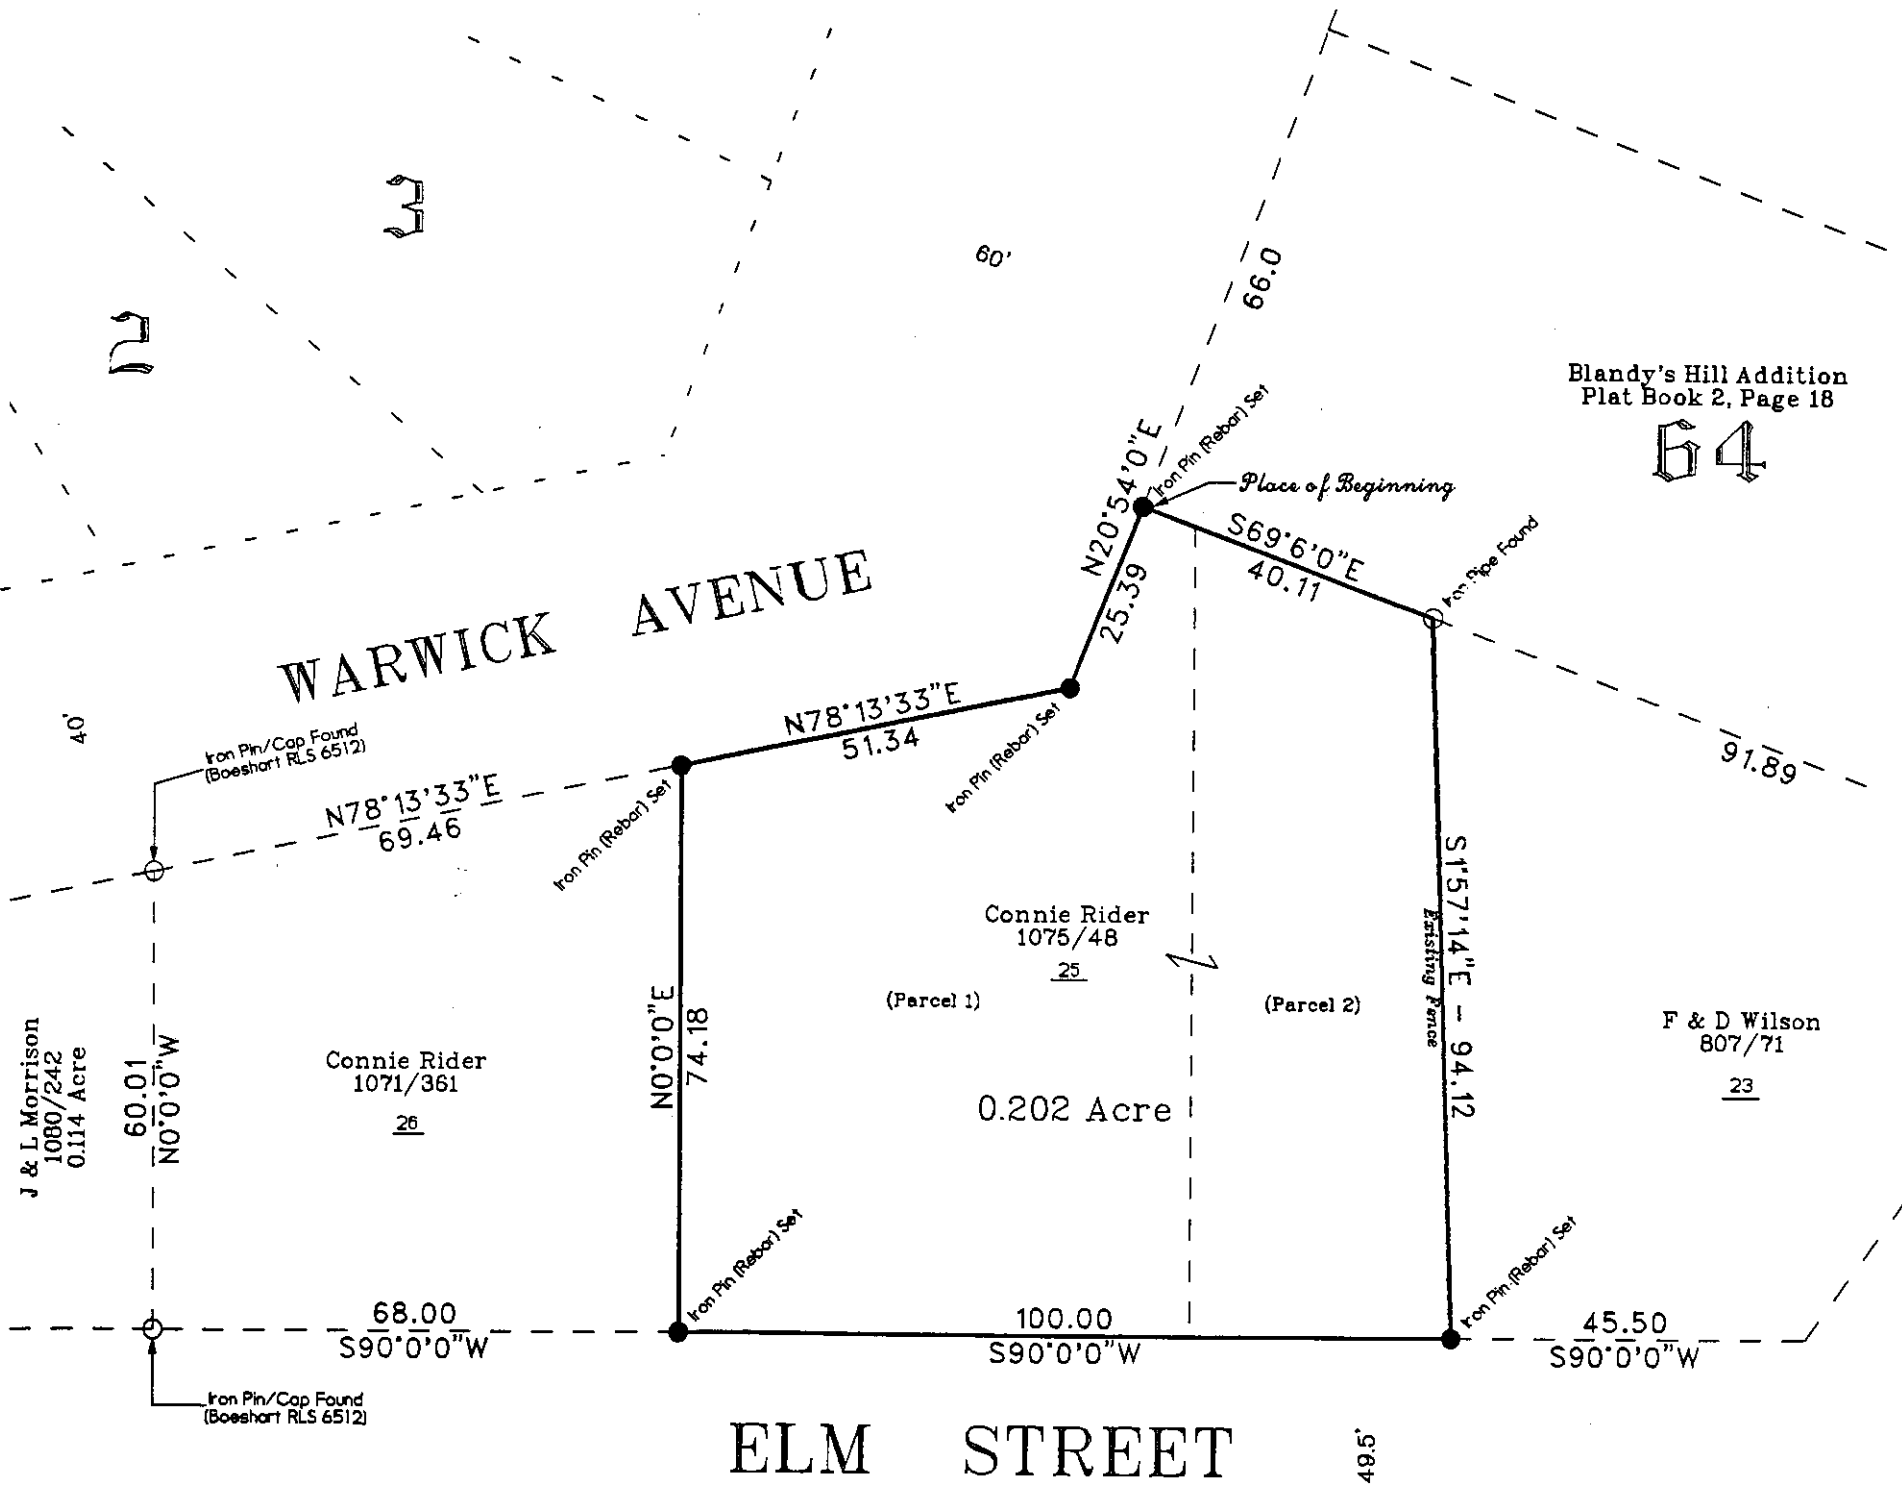 3
2
60'
66.0
Blandy's Hill Addition
Plat Book 2, Page 18
64
Iron Pin (Rebar) Set
Place of Beginning
N20°54'0"E
25.39
S69°6'0"E
40.11
Iron Pipe Found
WARWICK AVENUE
40'
Iron Pin/Cap Found
(Boeshart RLS 6512)
N78°13'33"E
51.34
Iron Pin (Rebar) Set
N78°13'33"E
69.46
Iron Pin (Rebar) Set
91.89
S1°57'14"E – 94.12
Existing Fence
Connie Rider
1075/48
25
(Parcel 1)
(Parcel 2)
0.202 Acre
N0°0'0"E
74.18
F & D Wilson
807/71
23
J & L Morrison
1080/242
0.114 Acre
60.01
N0°0'0"W
Connie Rider
1071/361
26
Iron Pin (Rebar) Set
Iron Pin (Rebar) Set
68.00
S90°0'0"W
100.00
S90°0'0"W
45.50
S90°0'0"W
Iron Pin/Cap Found
(Boeshart RLS 6512)
ELM STREET
49.5'